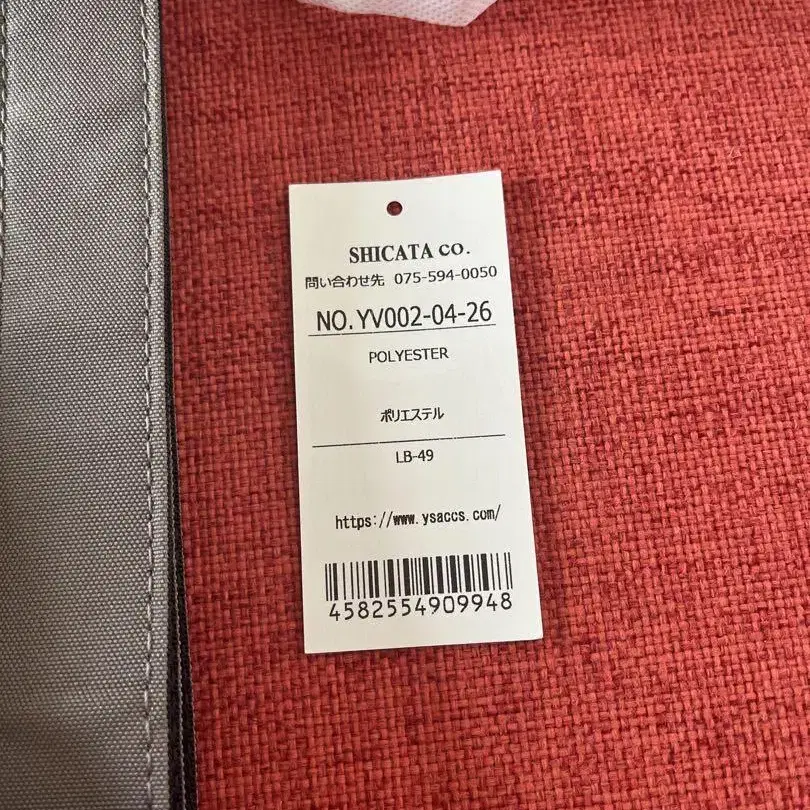 SHICATA CO.
問い合わせ先 075-594-0050
NO.YV002-04-26
POLYESTER
ポリエステル
LB-49
https://www.ysaccs.com/
4582554909948